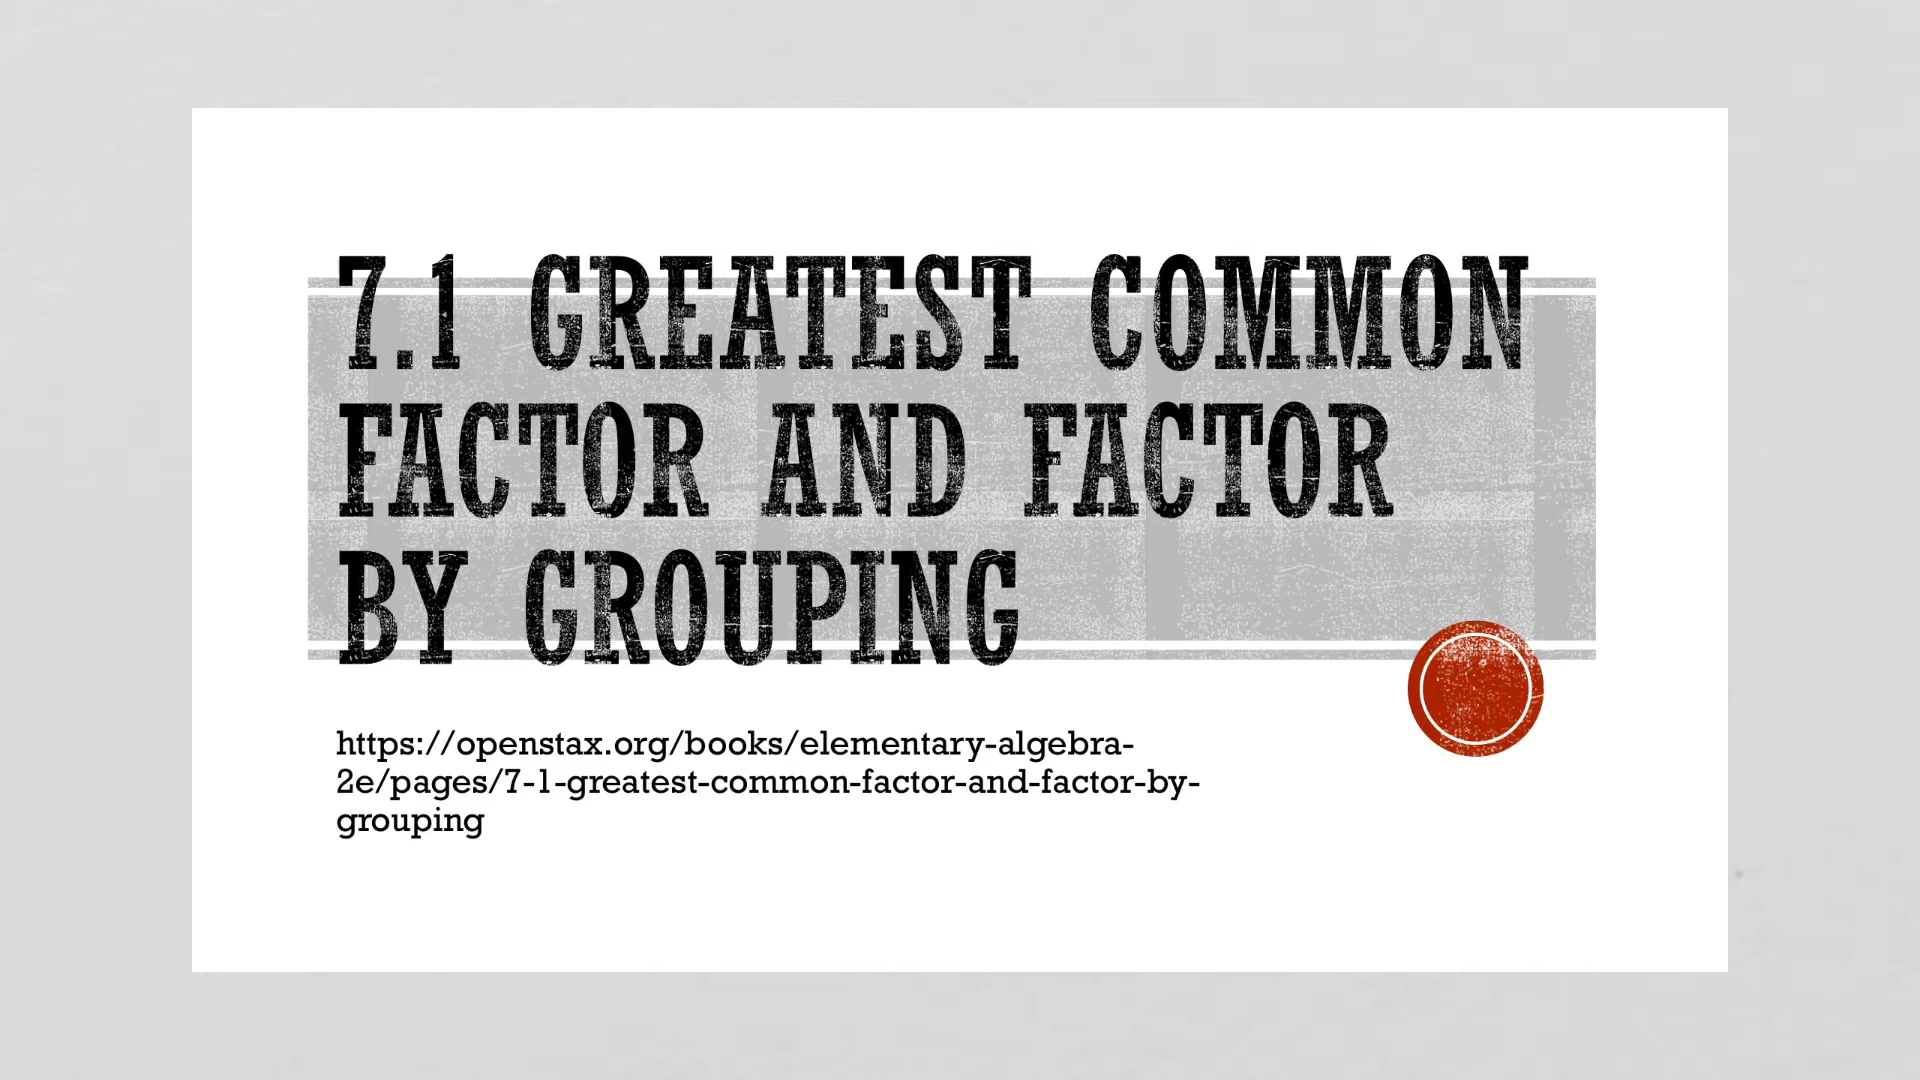 7.1 GREATEST COMMON
FACTOR AND FACTOR
BY GROUPING
https://openstax.org/books/elementary-algebra-
2e/pages/7-1-greatest-common-factor-and-factor-by-
grouping